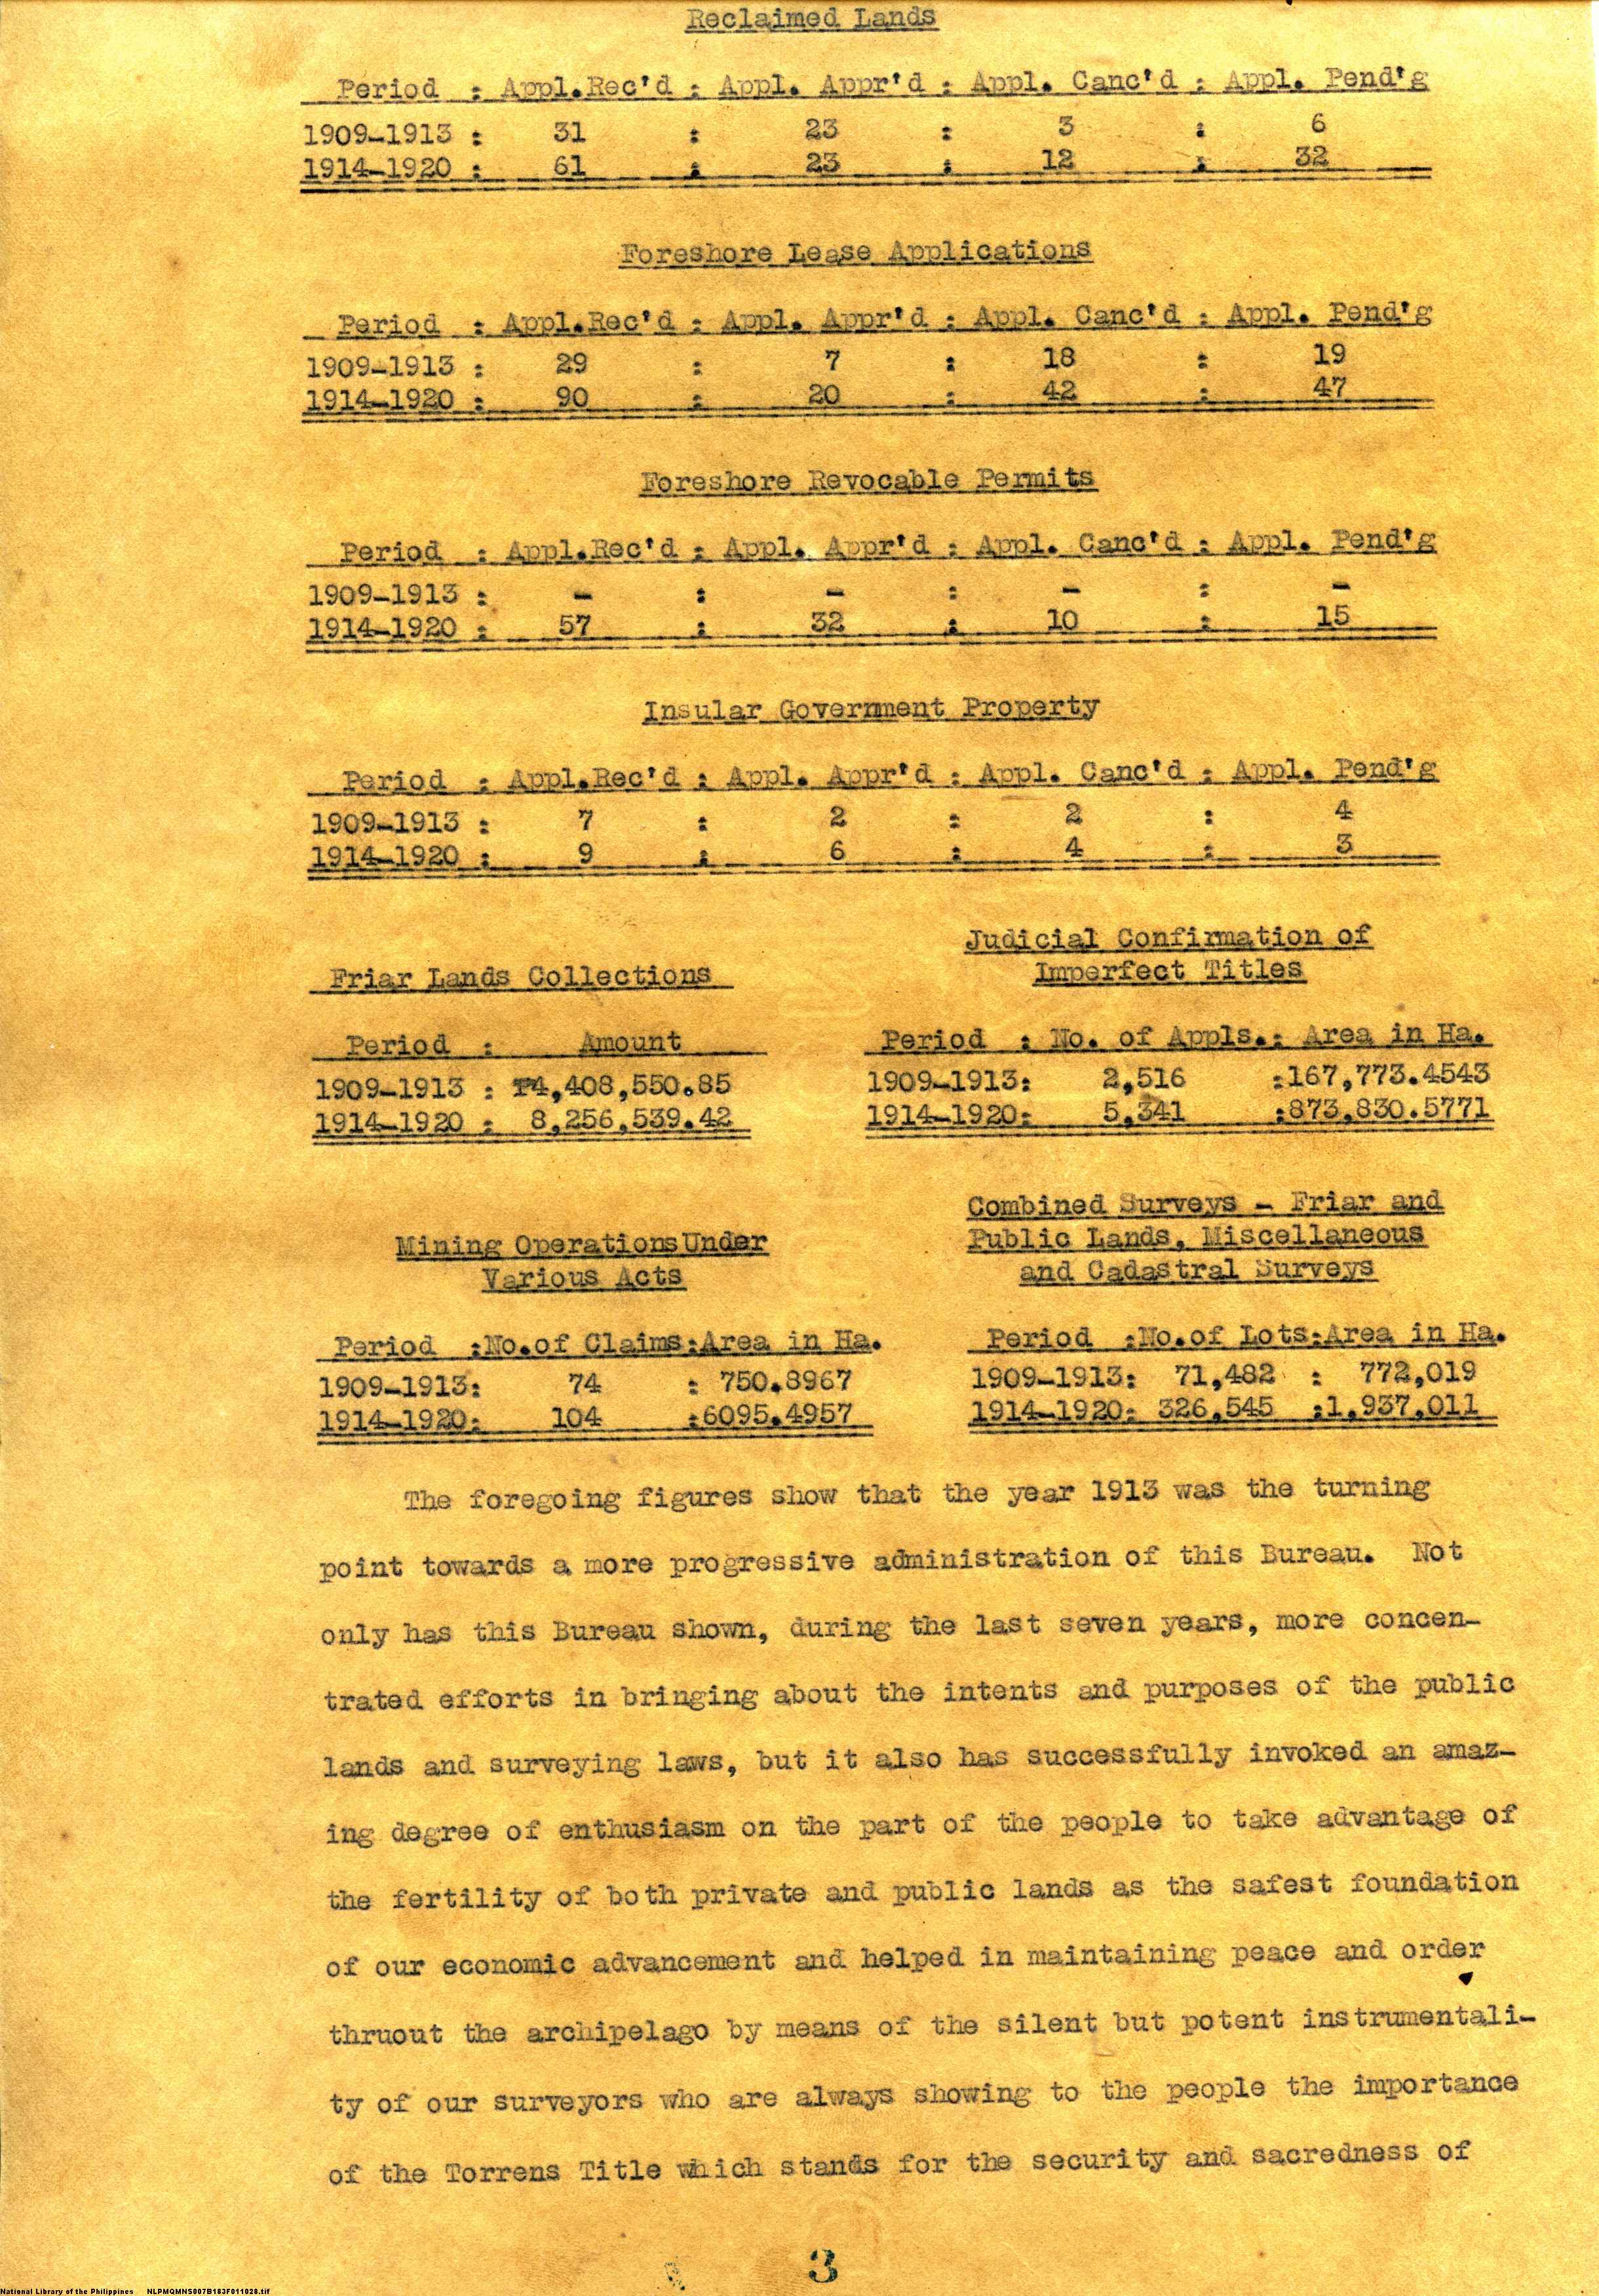 Reclaimed Lands
Period : Appl.Rec'd : Appl. Appr'd : Appl. Canc'd : Appl. Pend'g
1909-1913 : 31 : 23 : 3 : 6
1914-1920 : 61 : 23 : 12 : 32
Foreshore Lease Applications
Period : Appl.Rec'd : Appl. Appr'd : Appl. Canc'd : Appl. Pend'g
1909-1913 : 29 : 7 : 18 : 19
1914-1920 : 90 : 20 : 42 : 47
Foreshore Revocable Permits
Period : Appl.Rec'd : Appl. Appr'd : Appl. Canc'd : Appl. Pend'g
1909-1913 : - : - : - : -
1914-1920 : 57 : 32 : 10 : 15
Insular Government Property
Period : Appl.Rec'd : Appl. Appr'd : Appl. Canc'd : Appl. Pend'g
1909-1913 : 7 : 2 : 2 : 4
1914-1920 : 9 : 6 : 4 : 3
Friar Lands Collections
Period : Amount
1909-1913 : ₱4,408,550.85
1914-1920 : 8,256,539.42
Judicial Confirmation of
Imperfect Titles
Period : No. of Appls.: Area in Ha.
1909-1913: 2,516 :167,773.4543
1914-1920: 5,341 :873,830.5771
Mining Operations Under
Various Acts
Period :No.of Claims:Area in Ha.
1909-1913: 74 : 750.8967
1914-1920: 104 :6095.4957
Combined Surveys - Friar and
Public Lands, Miscellaneous
and Cadastral Surveys
Period :No.of Lots:Area in Ha.
1909-1913: 71,482 : 772,019
1914-1920: 326,545 :1,937,011
The foregoing figures show that the year 1913 was the turning
point towards a more progressive administration of this Bureau. Not
only has this Bureau shown, during the last seven years, more concen-
trated efforts in bringing about the intents and purposes of the public
lands and surveying laws, but it also has successfully invoked an amaz-
ing degree of enthusiasm on the part of the people to take advantage of
the fertility of both private and public lands as the safest foundation
of our economic advancement and helped in maintaining peace and order
thruout the archipelago by means of the silent but potent instrumentali-
ty of our surveyors who are always showing to the people the importance
of the Torrens Title which stands for the security and sacredness of
3
National Library of the Philippines NLPMQMNS007B183F011028.tif